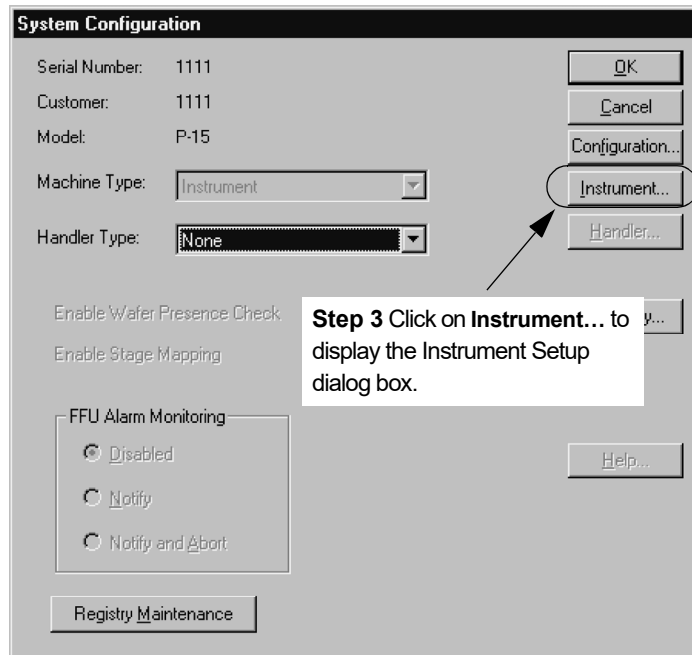 System Configuration
Serial Number: 1111
OK
Customer: 1111
Cancel
Model: P-15
Configuration...
Machine Type: Instrument
Instrument...
Handler Type: None
Handler...
Enable Wafer Presence Check
Step 3 Click on Instrument… to
display the Instrument Setup
dialog box.
y...
Enable Stage Mapping
FFU Alarm Monitoring
Disabled
Notify
Notify and Abort
Help...
Registry Maintenance